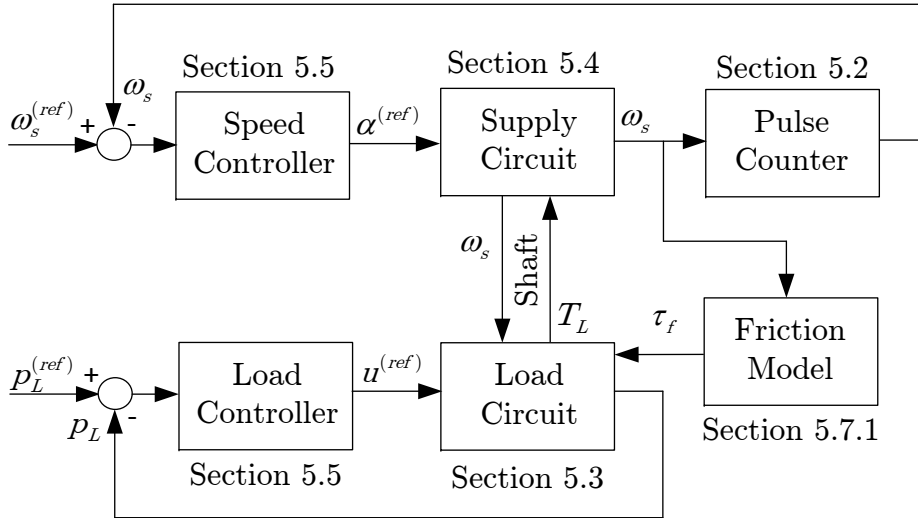 Section 5.5
Section 5.4
Section 5.2
ω_s
ω_s^{(ref)}
+
-
Speed
Controller
α^{(ref)}
Supply
Circuit
ω_s
Pulse
Counter
ω_s
Shaft
T_L
τ_f
Friction
Model
p_L^{(ref)}
+
-
p_L
Load
Controller
u^{(ref)}
Load
Circuit
Section 5.7.1
Section 5.5
Section 5.3